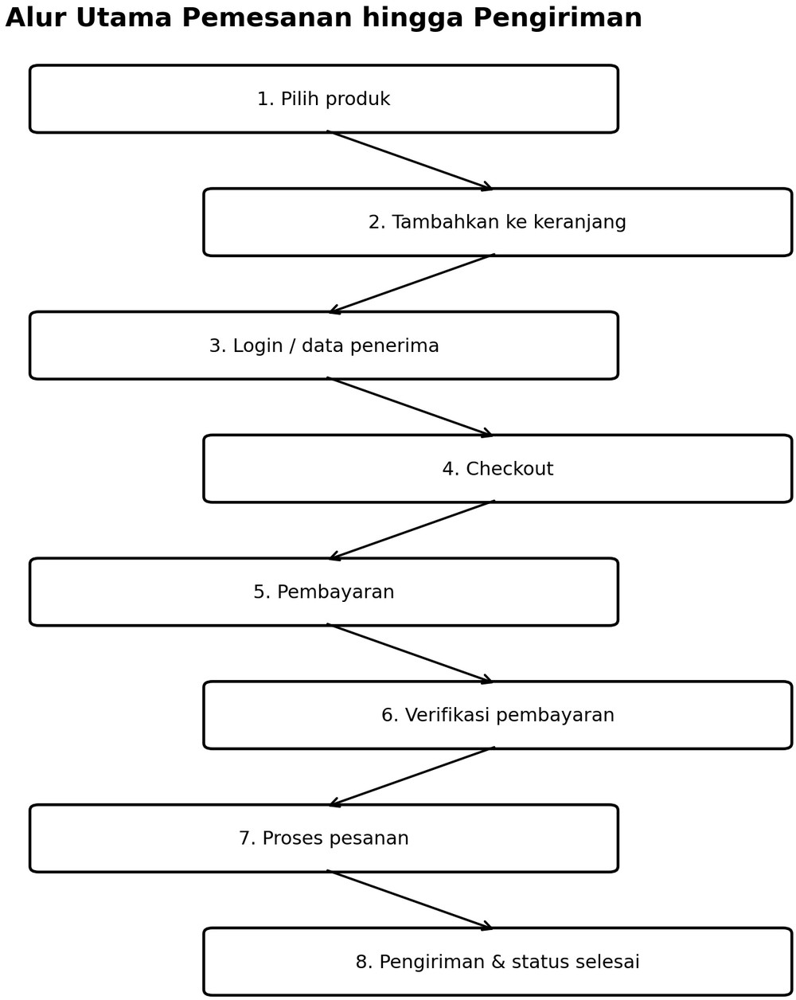 Alur Utama Pemesanan hingga Pengiriman
1. Pilih produk
2. Tambahkan ke keranjang
3. Login / data penerima
4. Checkout
5. Pembayaran
6. Verifikasi pembayaran
7. Proses pesanan
8. Pengiriman & status selesai